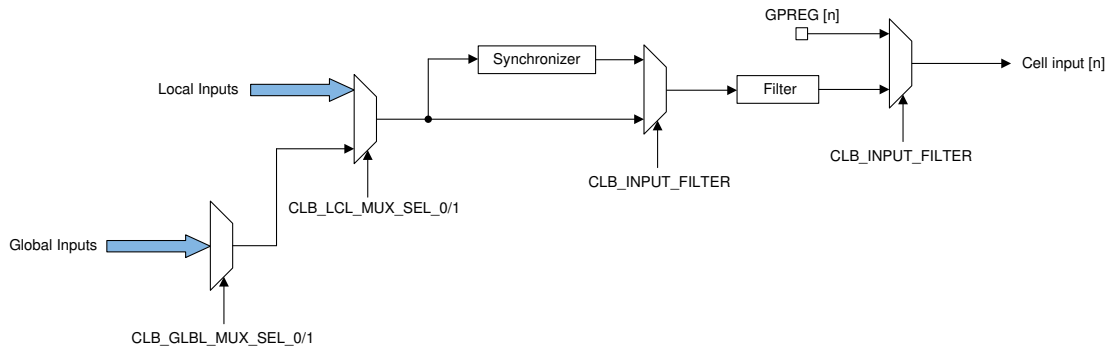 GPREG [n]
Synchronizer
Cell input [n]
Local Inputs
Filter
CLB_INPUT_FILTER
CLB_INPUT_FILTER
CLB_LCL_MUX_SEL_0/1
Global Inputs
CLB_GLBL_MUX_SEL_0/1